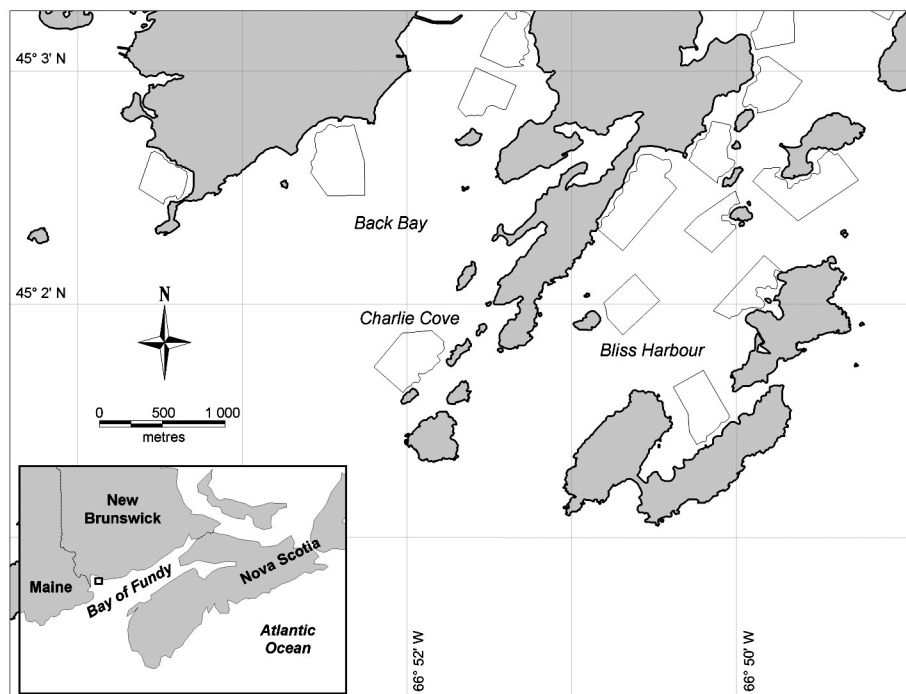 45° 3' N
Back Bay
45° 2' N
N
Charlie Cove
Bliss Harbour
0 500 1 000
metres
New
Brunswick
Maine
Bay of Fundy
Nova Scotia
Atlantic
Ocean
66° 52' W
66° 50' W